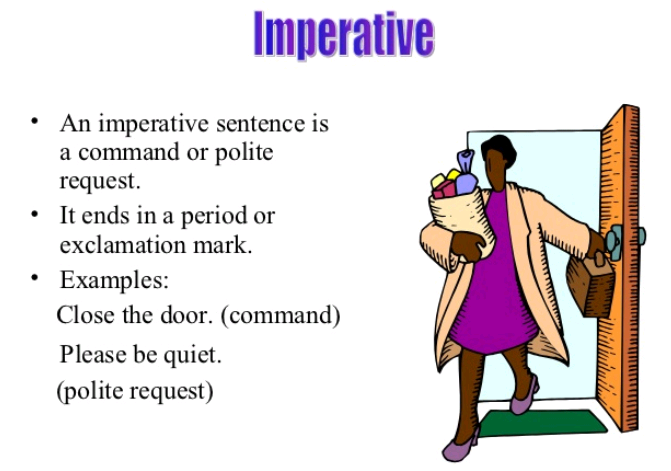 Imperative
• An imperative sentence is
a command or polite
request.
• It ends in a period or
exclamation mark.
• Examples:
Close the door. (command)
Please be quiet.
(polite request)